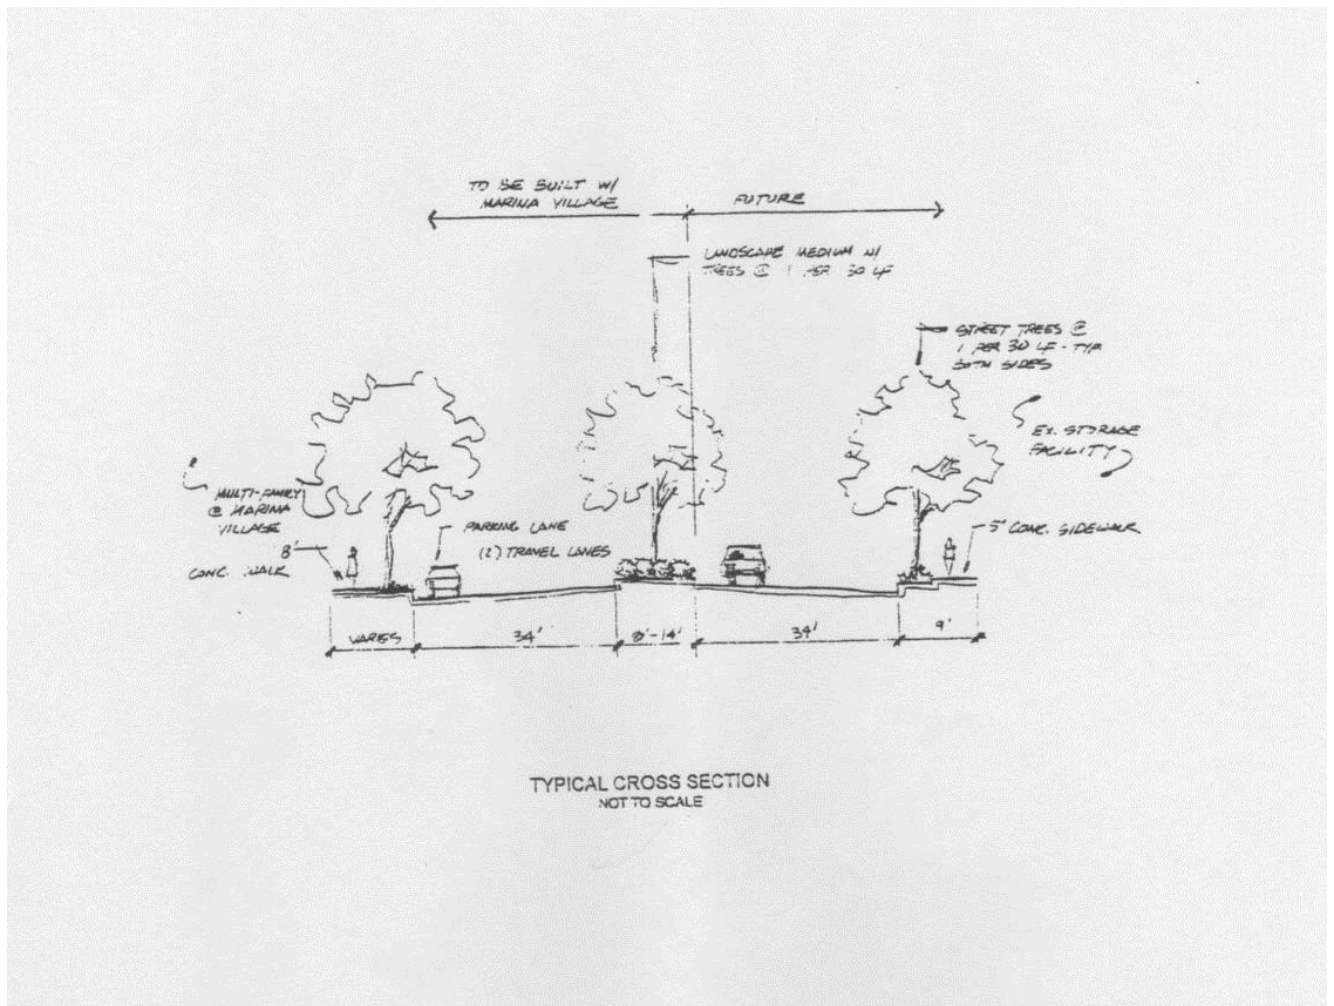 TO BE BUILT W/
MARINA VILLAGE
FUTURE
LANDSCAPE MEDIUM W/
TREES @ 1 PER 30 LF
STREET TREES @
1 PER 30 LF - TYP
BOTH SIDES
EX. STORAGE
FACILITY
MULTI-FAMILY
@ MARINA
VILLAGE
8'
CONC. WALK
PARKING LANE
(2) TRAVEL LANES
5' CONC. SIDEWALK
VARIES
34'
8'-14'
34'
9'
TYPICAL CROSS SECTION
NOT TO SCALE